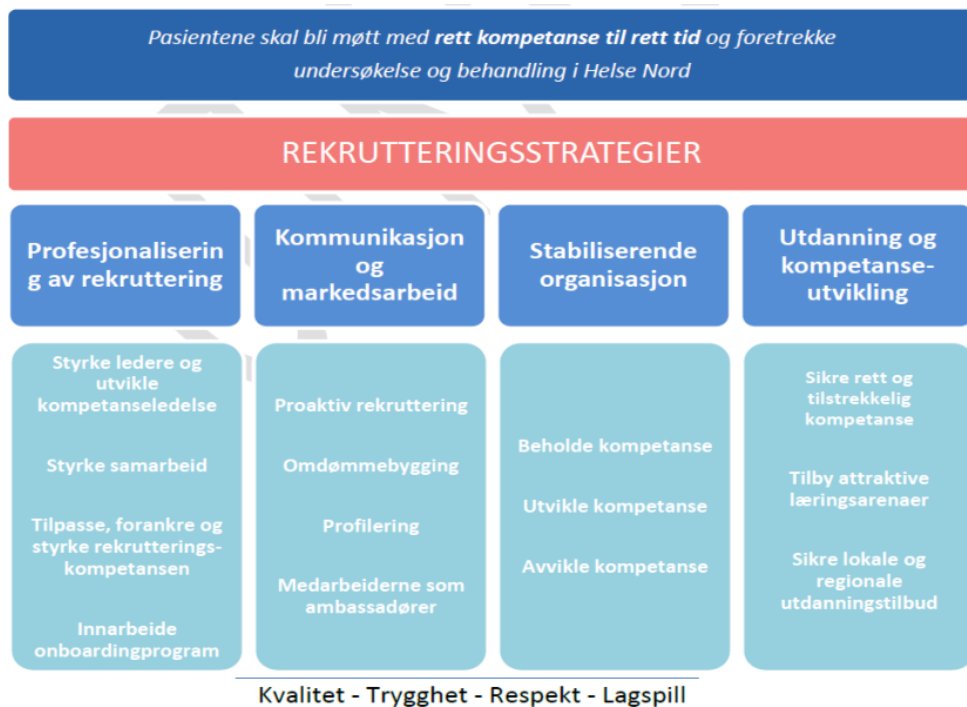 Pasientene skal bli møtt med rett kompetanse til rett tid og foretrekke
undersøkelse og behandling i Helse Nord
REKRUTTERINGSSTRATEGIER
Profesjonaliserin
g av rekruttering
Styrke ledere og
utvikle
kompetanseledelse
Styrke samarbeid
Tilpasse, forankre og
styrke rekrutterings-
kompetansen
Innarbeide
onboardingprogram
Kommunikasjon
og
markedsarbeid
Proaktiv rekruttering
Omdømmebygging
Profilering
Medarbeiderne som
ambassadører
Stabiliserende
organisasjon
Beholde kompetanse
Utvikle kompetanse
Avvikle kompetanse
Utdanning og
kompetanse-
utvikling
Sikre rett og
tilstrekkelig
kompetanse
Tilby attraktive
læringsarenaer
Sikre lokale og
regionale
utdanningstilbud
Kvalitet - Trygghet - Respekt - Lagspill